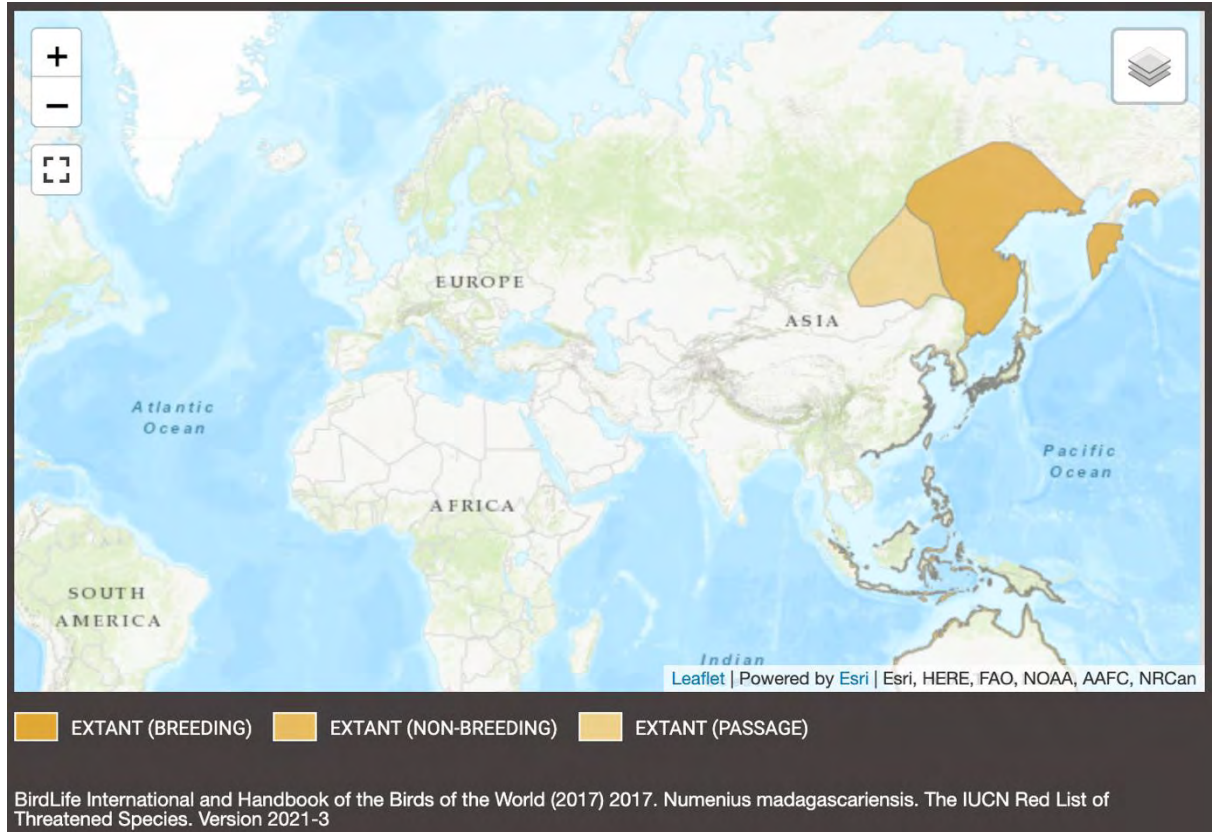 +
−
EUROPE
ASIA
Atlantic
Ocean
Pacific
Ocean
AFRICA
SOUTH
AMERICA
Indian
Leaflet | Powered by Esri | Esri, HERE, FAO, NOAA, AAFC, NRCan
EXTANT (BREEDING) EXTANT (NON-BREEDING) EXTANT (PASSAGE)
BirdLife International and Handbook of the Birds of the World (2017) 2017. Numenius madagascariensis. The IUCN Red List of
Threatened Species. Version 2021-3